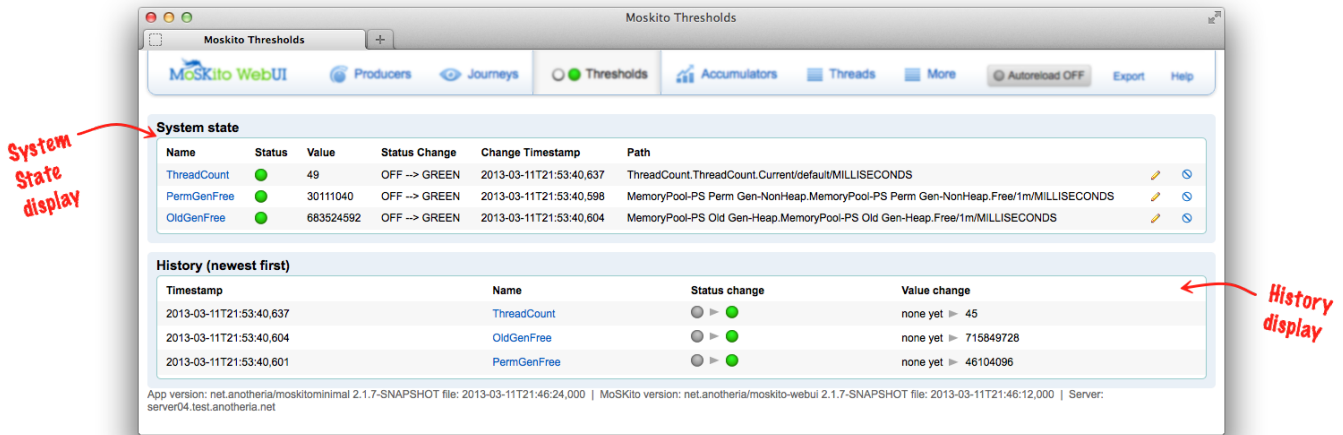 Moskito Thresholds
Moskito Thresholds
MoSKito WebUI Producers Journeys Thresholds Accumulators Threads More Autoreload OFF Export Help
System state
Name Status Value Status Change Change Timestamp Path
ThreadCount 49 OFF --> GREEN 2013-03-11T21:53:40,637 ThreadCount.ThreadCount.Current/default/MILLISECONDS
PermGenFree 30111040 OFF --> GREEN 2013-03-11T21:53:40,598 MemoryPool-PS Perm Gen-NonHeap.MemoryPool-PS Perm Gen-NonHeap.Free/1m/MILLISECONDS
OldGenFree 683524592 OFF --> GREEN 2013-03-11T21:53:40,604 MemoryPool-PS Old Gen-Heap.MemoryPool-PS Old Gen-Heap.Free/1m/MILLISECONDS
System
State
display
History (newest first)
Timestamp Name Status change Value change
2013-03-11T21:53:40,637 ThreadCount none yet 45
2013-03-11T21:53:40,604 OldGenFree none yet 715849728
2013-03-11T21:53:40,601 PermGenFree none yet 46104096
History
display
App version: net.anotheria/moskitominimal 2.1.7-SNAPSHOT file: 2013-03-11T21:46:24,000 | MoSKito version: net.anotheria/moskito-webui 2.1.7-SNAPSHOT file: 2013-03-11T21:46:12,000 | Server:
server04.test.anotheria.net